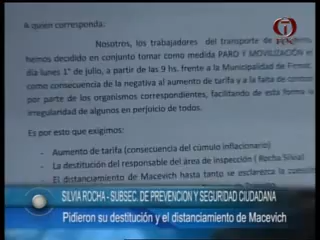 A quien corresponda:
Nosotros, los trabajadores del transporte de
hemos decidido en conjunto tomar como medida PARO Y MOVILIZACIÓN el
día lunes 1° de julio, a partir de las 9 hs. frente a la Municipalidad de Firmat,
como consecuencia de la negativa al aumento de tarifa y a la falta de control
por parte de los organismos correspondientes, facilitando de esta forma la
irregularidad de algunos en perjuicio de todos.
Es por esto que exigimos:
- Aumento de tarifa (consecuencia del cúmulo inflacionario)
- La destitución del responsable del área de inspección ( Rocha Silvia)
- El distanciamiento de Macevich hasta tanto se esclarezca la
SILVIA ROCHA - SUBSEC. DE PREVENCION Y SEGURIDAD CIUDADANA
Pidieron su destitución y el distanciamiento de Macevich